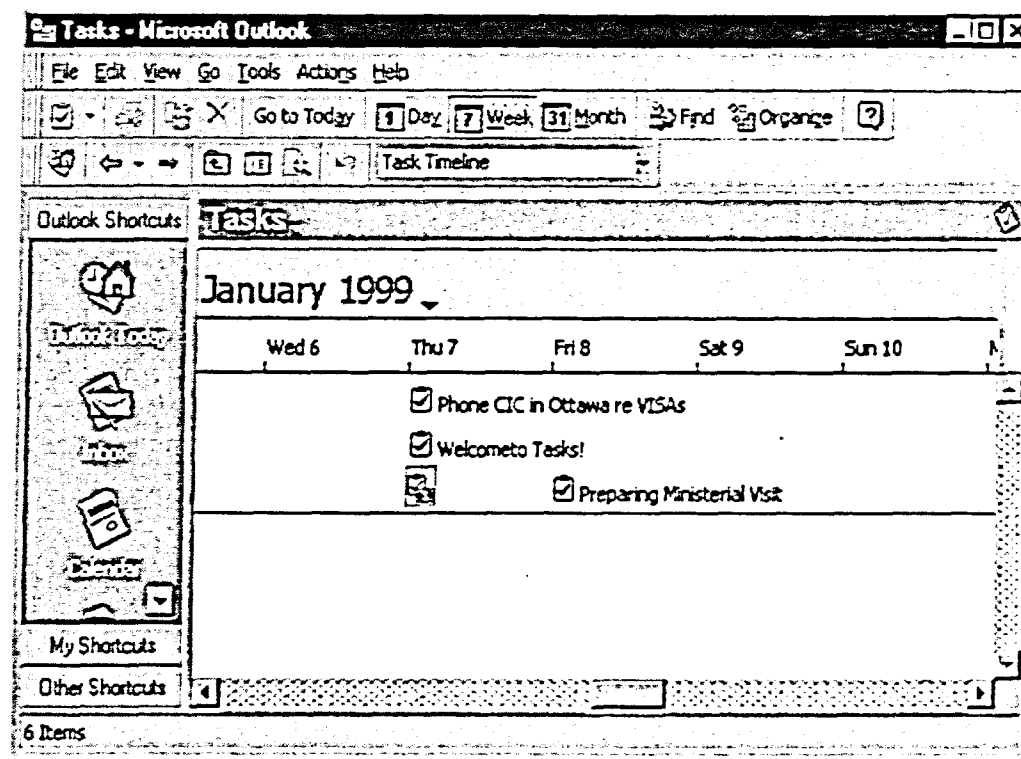 Tasks - Microsoft Outlook
File Edit View Go Tools Actions Help
Go to Today 1 Day 7 Week 31 Month Find Organize ?
Task Timeline
Outlook Shortcuts Tasks
January 1999
Outlook Today
Wed 6 Thu 7 Fri 8 Sat 9 Sun 10 M
Phone CIC in Ottawa re VISAs
Welcometo Tasks!
Inbox
Preparing Ministerial Visit
Calendar
My Shortcuts
Other Shortcuts
6 Items